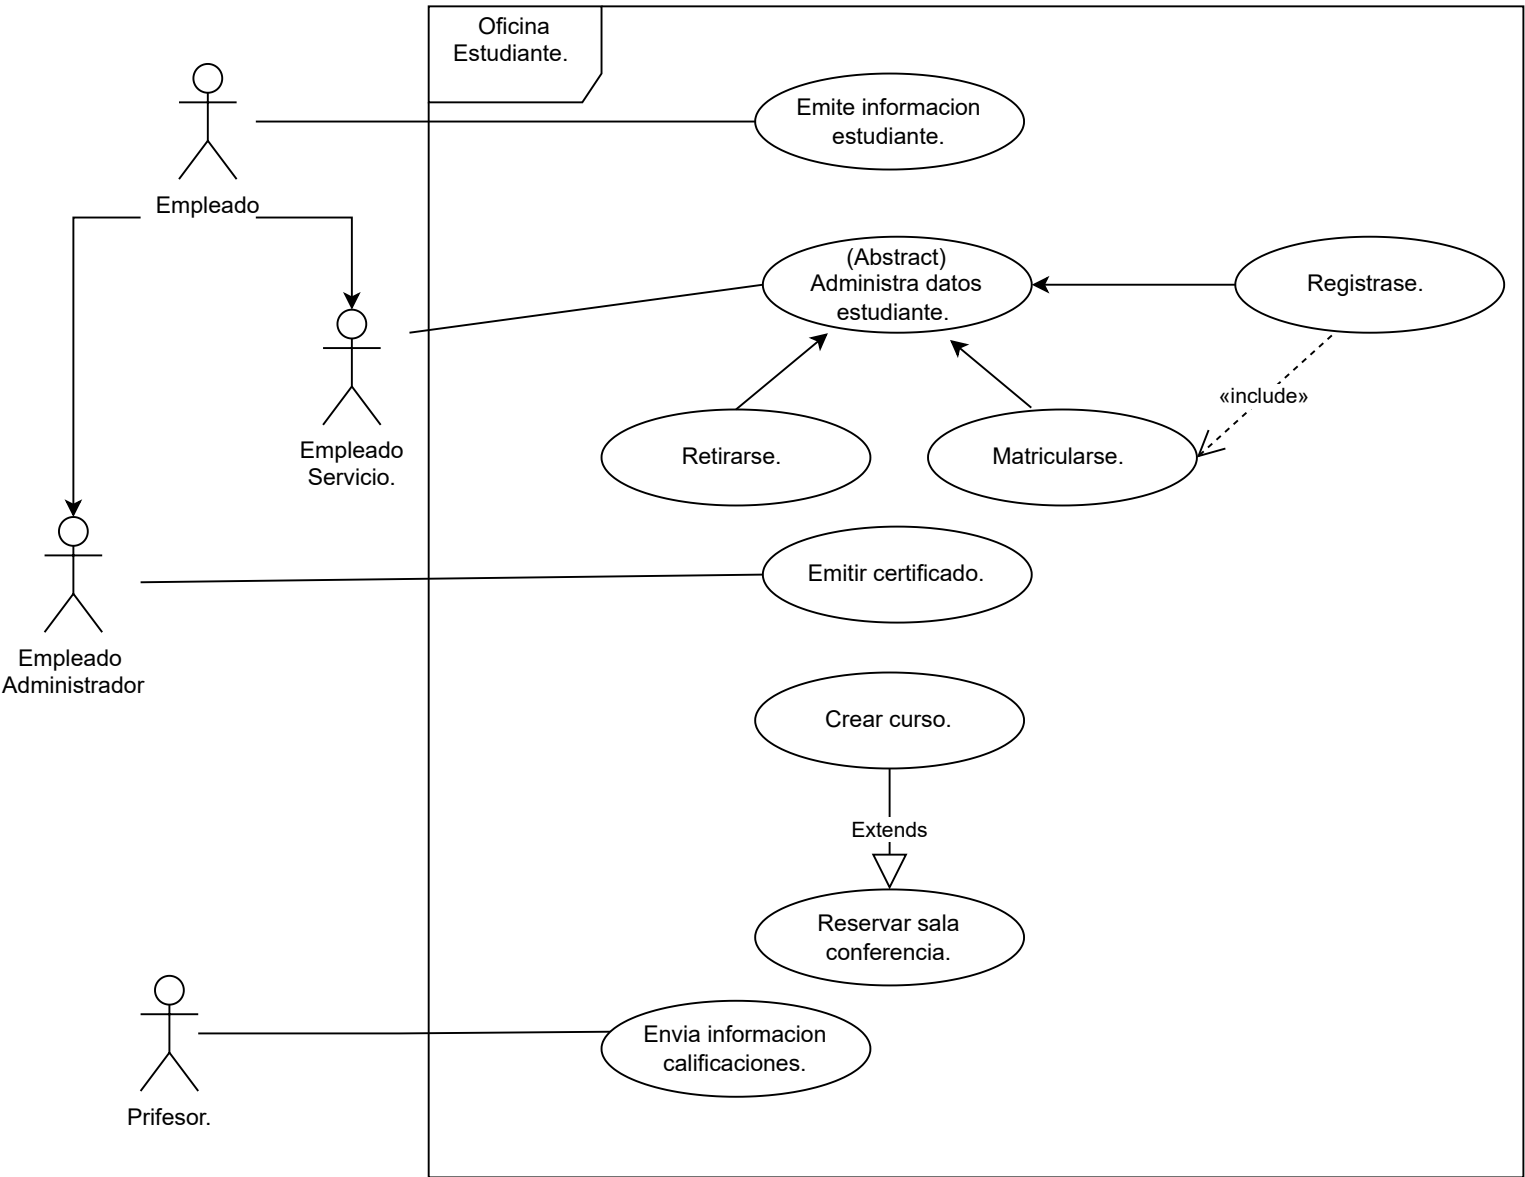 Oficina
Estudiante.
Emite informacion
estudiante.
Empleado
(Abstract)
Administra datos
estudiante.
Registrase.
«include»
Empleado
Servicio.
Retirarse.
Matricularse.
Emitir certificado.
Empleado
Administrador
Crear curso.
Extends
Reservar sala
conferencia.
Envia informacion
calificaciones.
Prifesor.